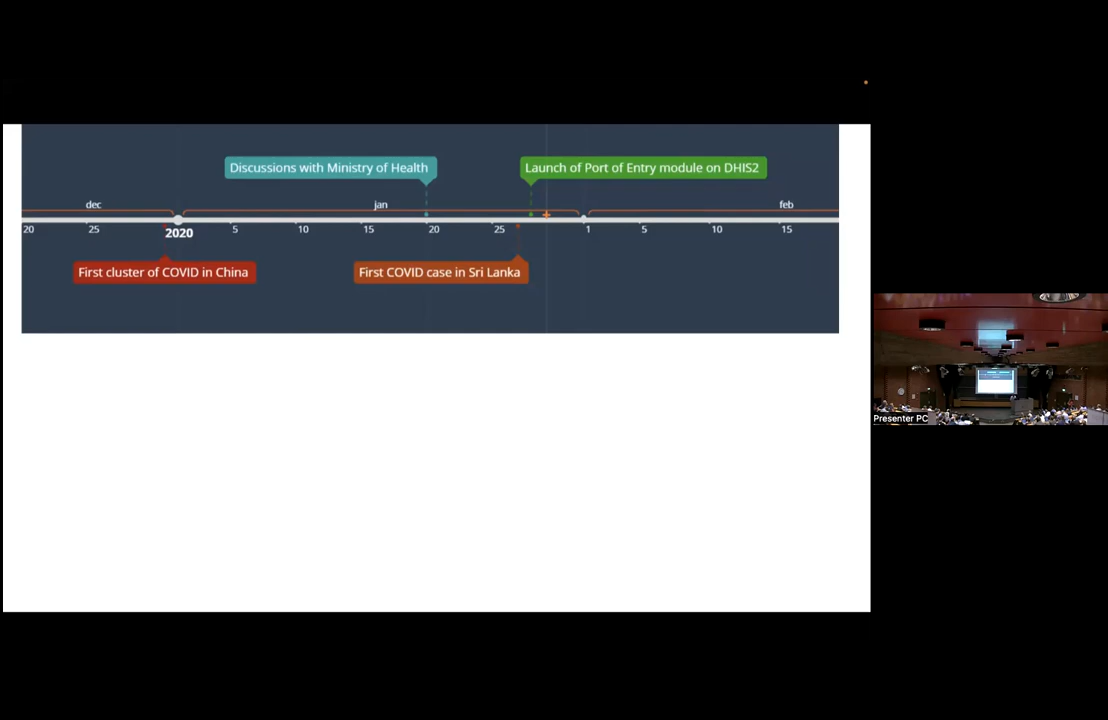 Discussions with Ministry of Health
Launch of Port of Entry module on DHIS2
dec
jan
feb
20
25
2020
5
10
15
20
25
1
5
10
15
First cluster of COVID in China
First COVID case in Sri Lanka
Presenter PC